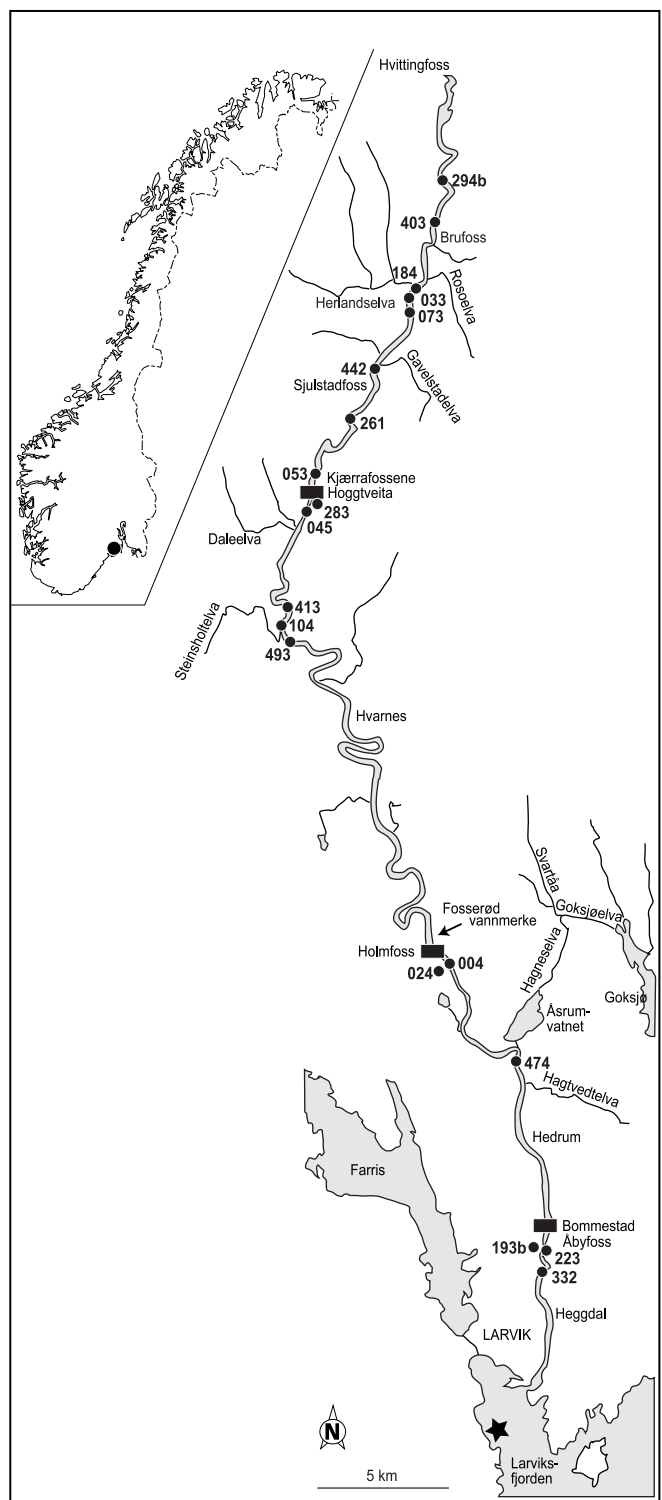 Hvittingfoss
294b
403
Brufoss
184
Rosoelva
Herlandselva
033
073
442
Gavelstadelva
Sjulstadfoss
261
053
Kjærrafossene
Hoggtveita
283
045
Daleelva
413
104
Steinsholtelva
493
Hvarnes
Svartåa
Fosserød
vannmerke
Goksjøelva
Holmfoss
004
024
Hagneselva
Goksjø
Åsrum-
vatnet
474
Hagtvedtelva
Hedrum
Farris
Bommestad
Åbyfoss
193b
223
332
Heggdal
LARVIK
N
5 km
Larviks-
fjorden